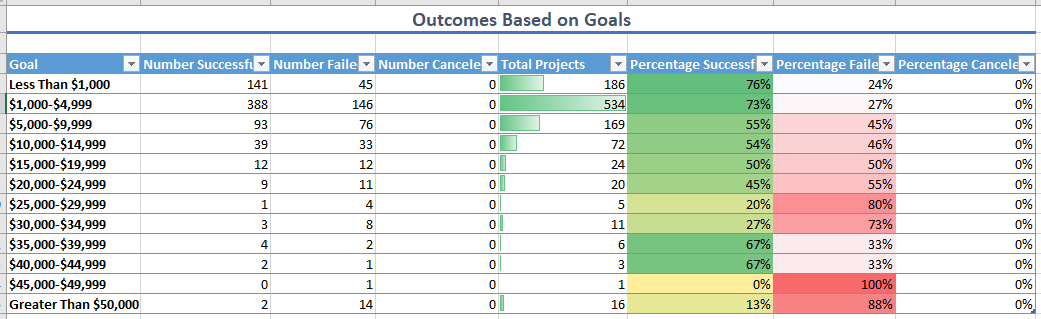 Outcomes Based on Goals
Goal Number Successfu Number Faile Number Cancele Total Projects Percentage Successf Percentage Faile Percentage Cancele
Less Than $1,000 141 45 0 186 76% 24% 0%
$1,000-$4,999 388 146 0 534 73% 27% 0%
$5,000-$9,999 93 76 0 169 55% 45% 0%
$10,000-$14,999 39 33 0 72 54% 46% 0%
$15,000-$19,999 12 12 0 24 50% 50% 0%
$20,000-$24,999 9 11 0 20 45% 55% 0%
$25,000-$29,999 1 4 0 5 20% 80% 0%
$30,000-$34,999 3 8 0 11 27% 73% 0%
$35,000-$39,999 4 2 0 6 67% 33% 0%
$40,000-$44,999 2 1 0 3 67% 33% 0%
$45,000-$49,999 0 1 0 1 0% 100% 0%
Greater Than $50,000 2 14 0 16 13% 88% 0%